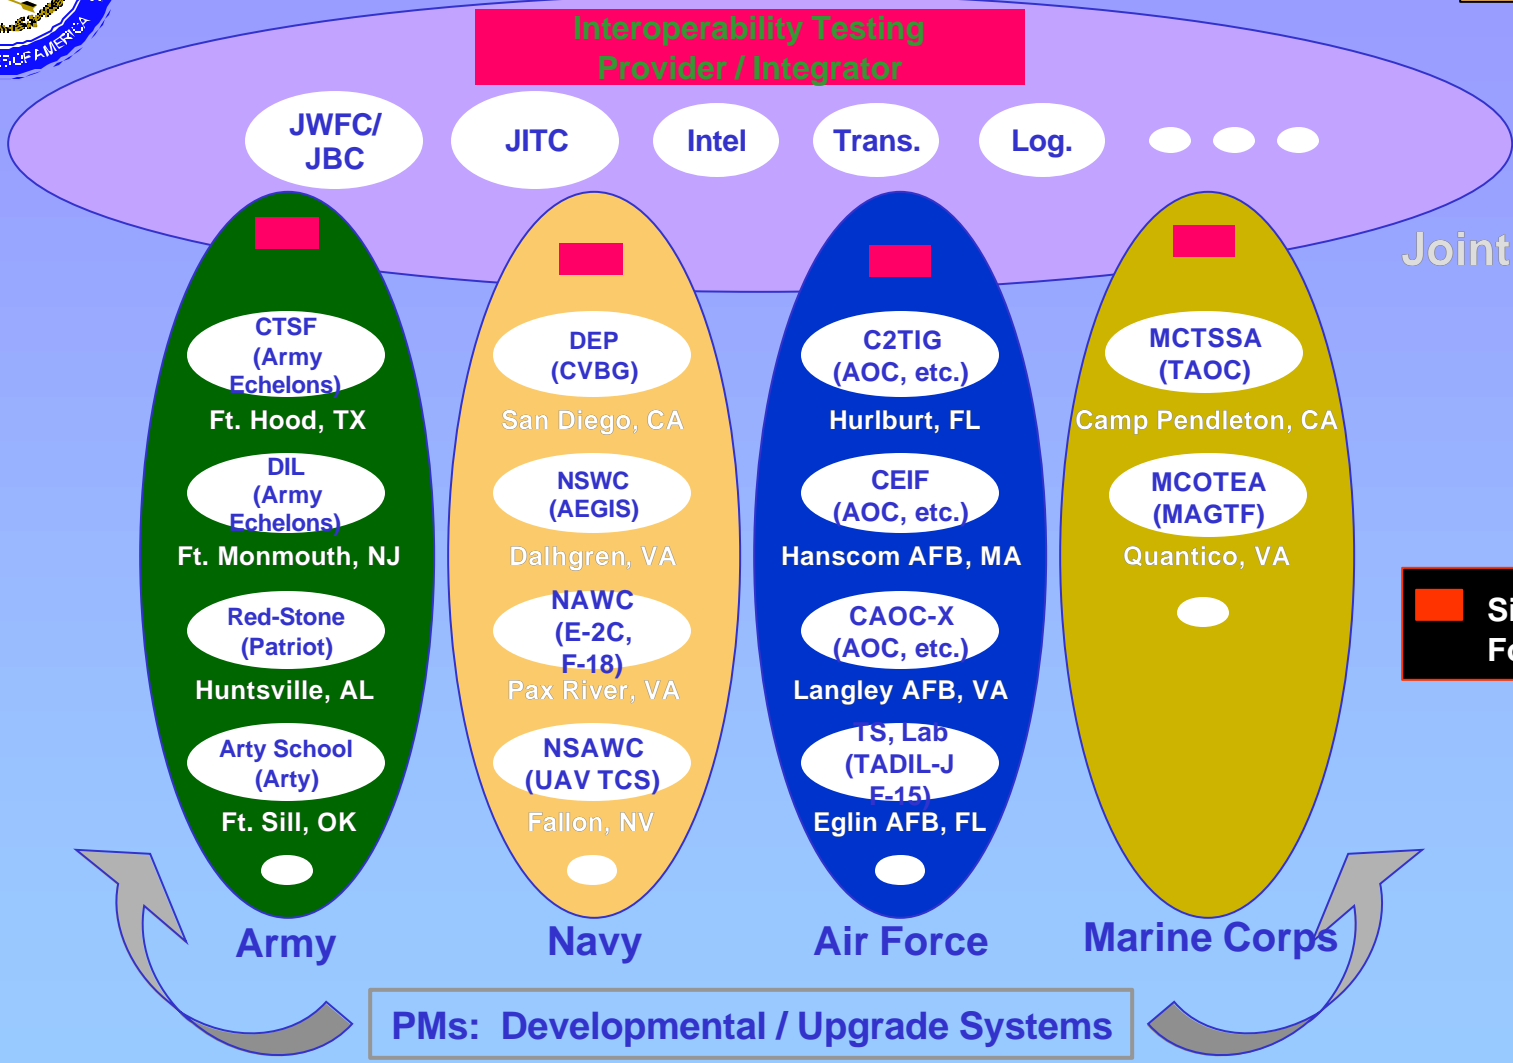 OF AMERICA
Interoperability Testing
Provider / Integrator
JWFC/
JBC
JITC
Intel
Trans.
Log.
Joint
CTSF
(Army
Echelons)
Ft. Hood, TX
DIL
(Army
Echelons)
Ft. Monmouth, NJ
Red-Stone
(Patriot)
Huntsville, AL
Arty School
(Arty)
Ft. Sill, OK
Army
DEP
(CVBG)
San Diego, CA
NSWC
(AEGIS)
Dalhgren, VA
NAWC
(E-2C,
F-18)
Pax River, VA
NSAWC
(UAV TCS)
Fallon, NV
Navy
C2TIG
(AOC, etc.)
Hurlburt, FL
CEIF
(AOC, etc.)
Hanscom AFB, MA
CAOC-X
(AOC, etc.)
Langley AFB, VA
TS, Lab
(TADIL-J
F-15)
Eglin AFB, FL
Air Force
MCTSSA
(TAOC)
Camp Pendleton, CA
MCOTEA
(MAGTF)
Quantico, VA
Marine Corps
PMs: Developmental / Upgrade Systems